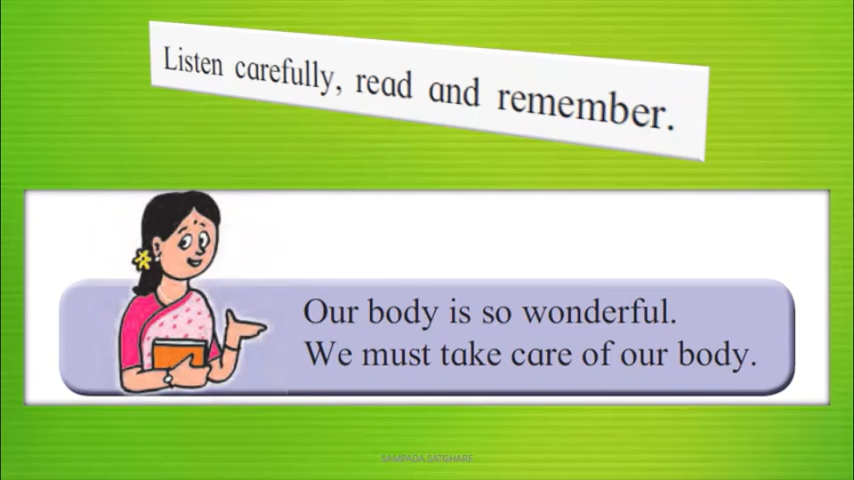 Listen carefully, read and remember.
Our body is so wonderful.
We must take care of our body.
SAMPADA SATGHARE